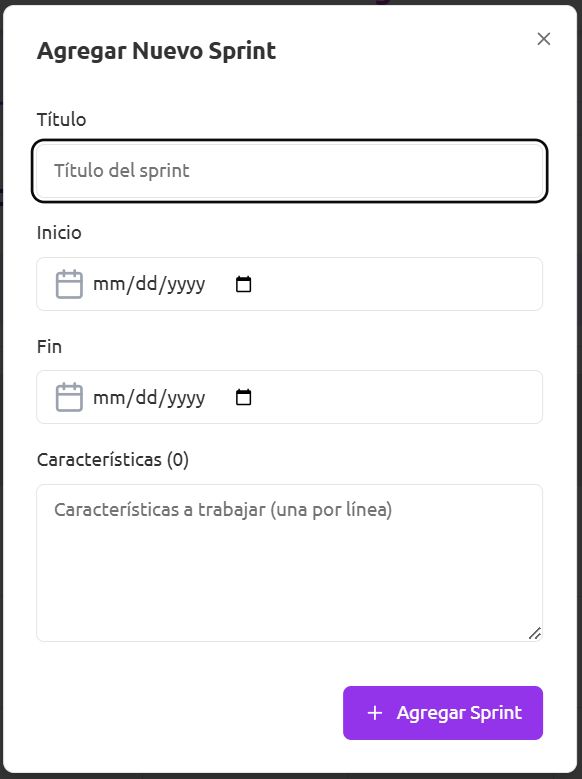 Agregar Nuevo Sprint
Título
Título del sprint
Inicio
mm/dd/yyyy
Fin
mm/dd/yyyy
Características (0)
Características a trabajar (una por línea)
Agregar Sprint